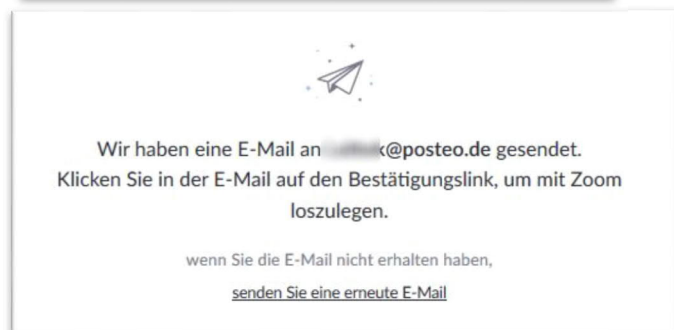 Wir haben eine E-Mail an k@posteo.de gesendet.
Klicken Sie in der E-Mail auf den Bestätigungslink, um mit Zoom
loszulegen.
wenn Sie die E-Mail nicht erhalten haben,
senden Sie eine erneute E-Mail